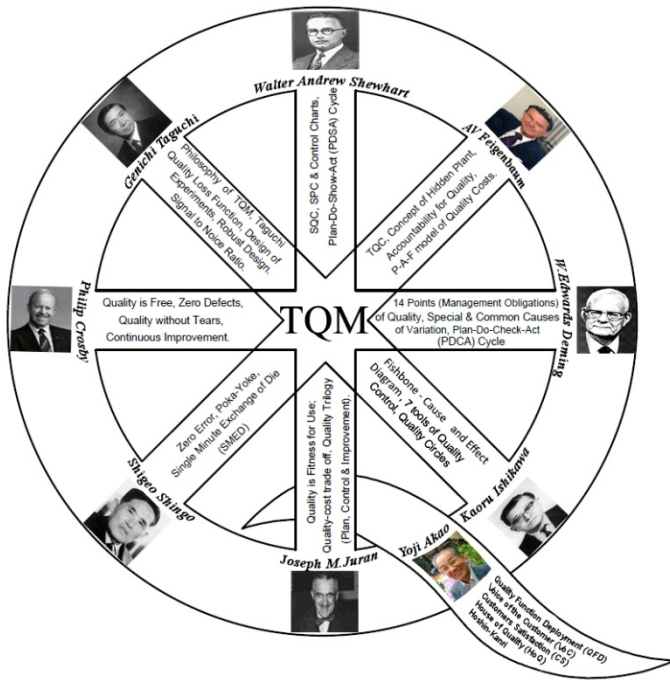 Walter Andrew Shewhart
SQC, SPC & Control Charts,
Plan-Do-Show-Act (PDSA) Cycle
AV Feigenbaum
TQC, Concept of Hidden Plant,
Accountability for Quality,
P-A-F model of Quality Costs,
W.Edwards Deming
14 Points (Management Obligations)
of Quality, Special & Common Causes
of Variation, Plan-Do-Check-Act
(PDCA) Cycle
Kaoru Ishikawa
Fishbone - Cause and Effect
Diagram, 7 tools of Quality
Control, Quality Circles
Yoji Akao
Quality Function Deployment (QFD)
Voice of the Customer (VoC)
Customers Satisfaction (CS)
House of Quality (HoQ)
Hoshin-Kanri
Joseph M.Juran
Quality is Fitness for Use;
Quality-cost trade off, Quality Trilogy
(Plan, Control & Improvement).
Shigeo Shingo
Zero Error, Poka-Yoke,
Single Minute Exchange of Die
(SMED)
Philip Crosby
Quality is Free, Zero Defects,
Quality without Tears,
Continuous Improvement.
Genichi Taguchi
Philosophy of TQM, Taguchi
Quality Loss Function, Design of
Experiments, Robust Design.
Signal to Noice Ratio.
TQM